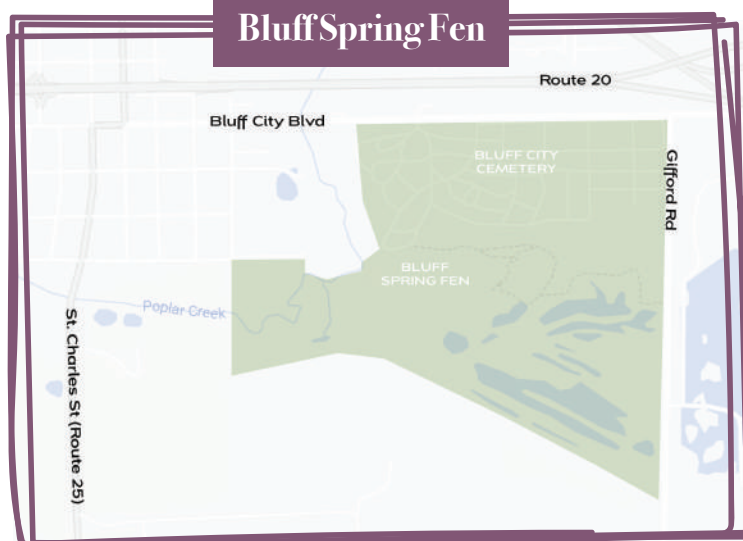 Bluff Spring Fen
Route 20
Bluff City Blvd
BLUFF CITY
CEMETERY
Gifford Rd
BLUFF
SPRING FEN
Poplar Creek
St. Charles St (Route 25)